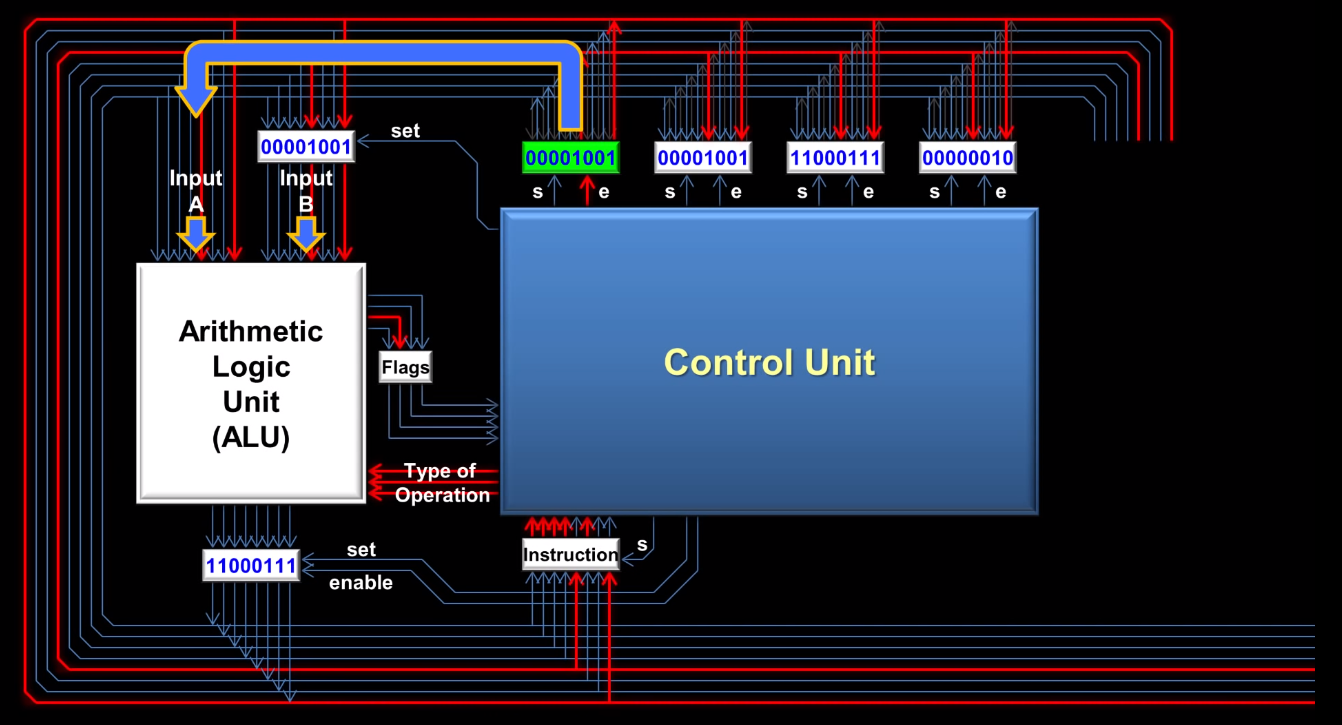 set
00001001
00001001
00001001
11000111
00000010
Input
A
Input
B
s
e
s
e
s
e
s
e
Arithmetic
Logic
Unit
(ALU)
Flags
Control Unit
Type of
Operation
11000111
set
enable
Instruction
s